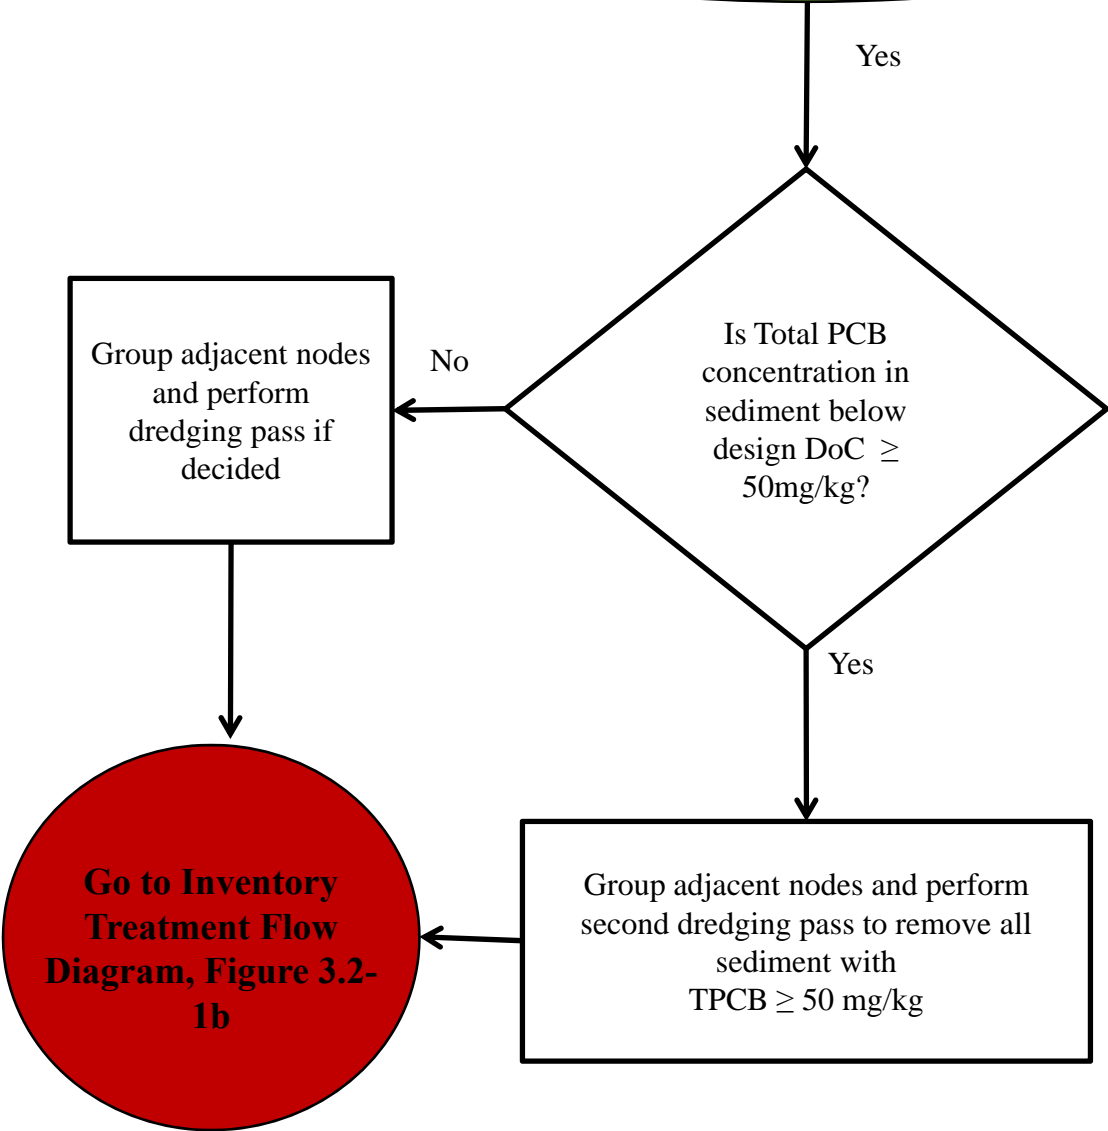 Yes
Is Total PCB
concentration in
sediment below
design DoC ≥
50mg/kg?
No
Group adjacent nodes
and perform
dredging pass if
decided
Yes
Group adjacent nodes and perform
second dredging pass to remove all
sediment with
TPCB ≥ 50 mg/kg
Go to Inventory
Treatment Flow
Diagram, Figure 3.2-
1b